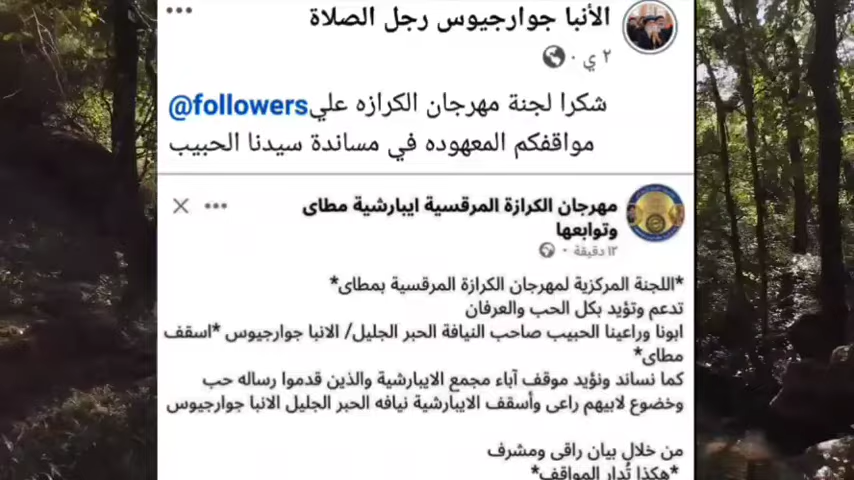 الأنبا جوارجيوس رجل الصلاة
٢ ي
شكرا لجنة مهرجان الكرازه علي@followers
مواقفكم المعهوده في مساندة سيدنا الحبيب
مهرجان الكرازة المرقسية ايبارشية مطاى
وتوابعها
١٢ دقيقة
*اللجنة المركزية لمهرجان الكرازة المرقسية بمطاى*
تدعم وتؤيد بكل الحب والعرفان
ابونا وراعينا الحبيب صاحب النيافة الحبر الجليل/ الانبا جوارجيوس *اسقف
مطاى*
كما نساند ونؤيد موقف آباء مجمع الايبارشية والذين قدموا رساله حب
وخضوع لابيهم راعى وأسقف الايبارشية نيافه الحبر الجليل الانبا جوارجيوس
من خلال بيان راقى ومشرف
*هكذا تُدار المواقف*